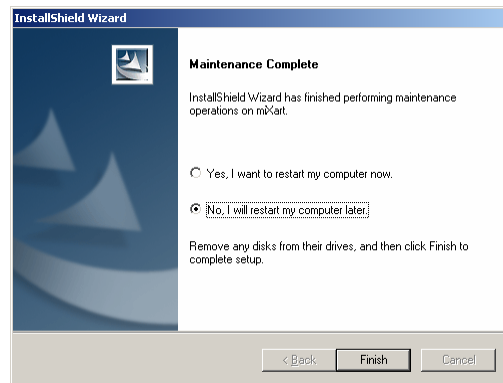 InstallShield Wizard
Maintenance Complete
InstallShield Wizard has finished performing maintenance
operations on miXart.
Yes, I want to restart my computer now.
No, I will restart my computer later.
Remove any disks from their drives, and then click Finish to
complete setup.
< Back
Finish
Cancel